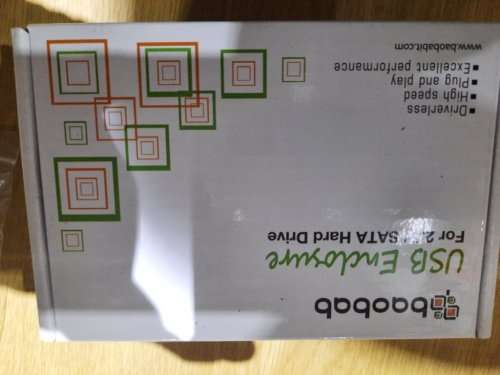 baobab
USB Enclosure
For 2.5" SATA Hard Drive
■ Driverless
■ High speed
■ Plug and play
■ Excellent performance
www.baobabit.com